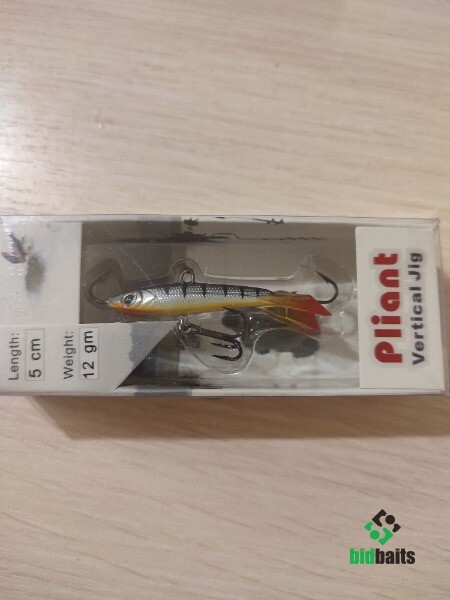 Length:
5 cm
Weight:
12 gm
Pliant
Vertical Jig
bidbaits